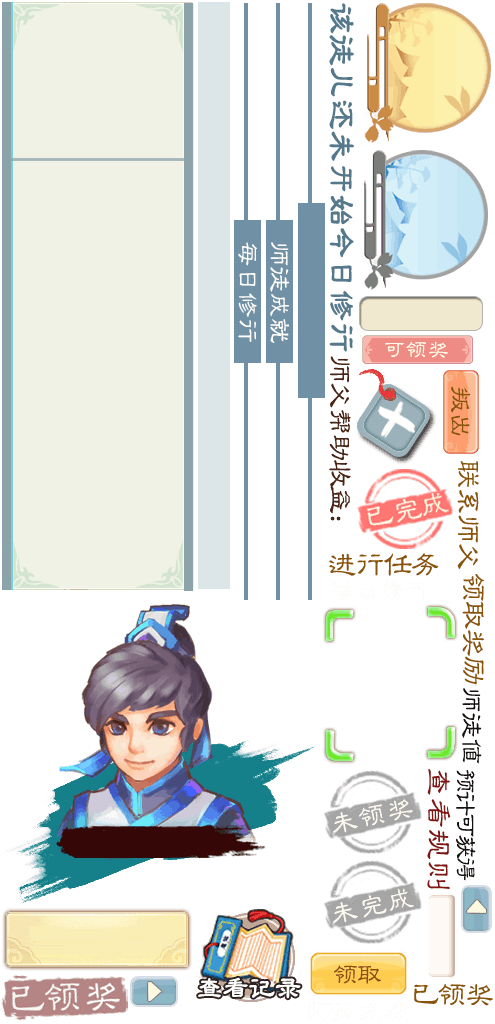 该徒儿还未开始今日修行
师徒成就
每日修行
可领奖
叛出
师父帮助收益：
已完成
进行任务
联系师父
领取奖励
师徒值
预计可获得
查看规则
未领奖
未完成
领取
已领奖
查看记录
已领奖